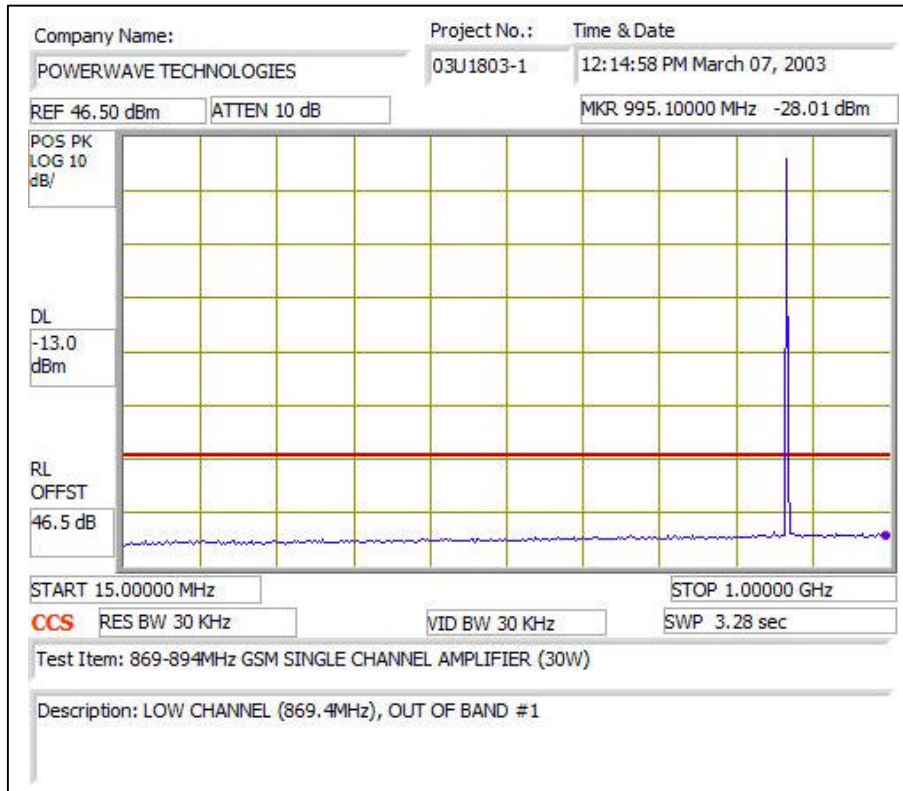 Company Name:
Project No.:
Time & Date
POWERWAVE TECHNOLOGIES
03U1803-1
12:14:58 PM March 07, 2003
REF 46.50 dBm
ATTEN 10 dB
MKR 995.10000 MHz -28.01 dBm
POS PK
LOG 10
dB/
DL
-13.0
dBm
RL
OFFST
46.5 dB
START 15.00000 MHz
STOP 1.00000 GHz
CCS
RES BW 30 KHz
VID BW 30 KHz
SWP 3.28 sec
Test Item: 869-894MHz GSM SINGLE CHANNEL AMPLIFIER (30W)
Description: LOW CHANNEL (869.4MHz), OUT OF BAND #1